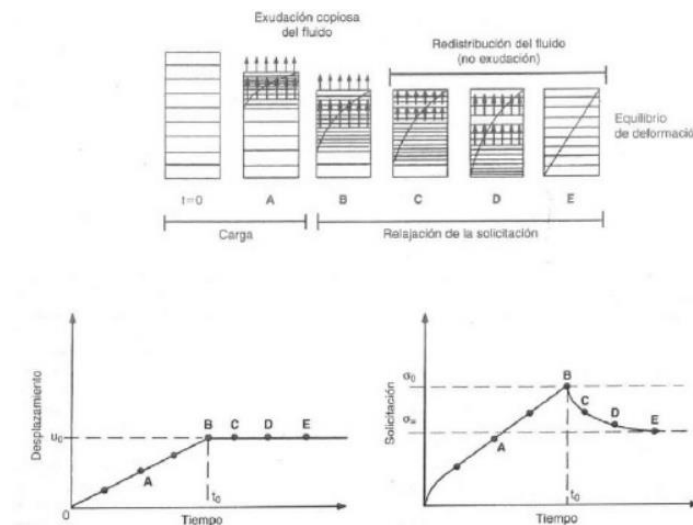 Exudación copiosa
del fluido
Redistribución del fluido
(no exudación)
Equilibrio
de deformació
t=0
A
B
C
D
E
Carga
Relajación de la solicitación
Desplazamiento
u₀
0
B
C
D
E
A
t₀
Tiempo
Solicitación
σ₀
σ∞
B
C
D
E
A
t₀
Tiempo